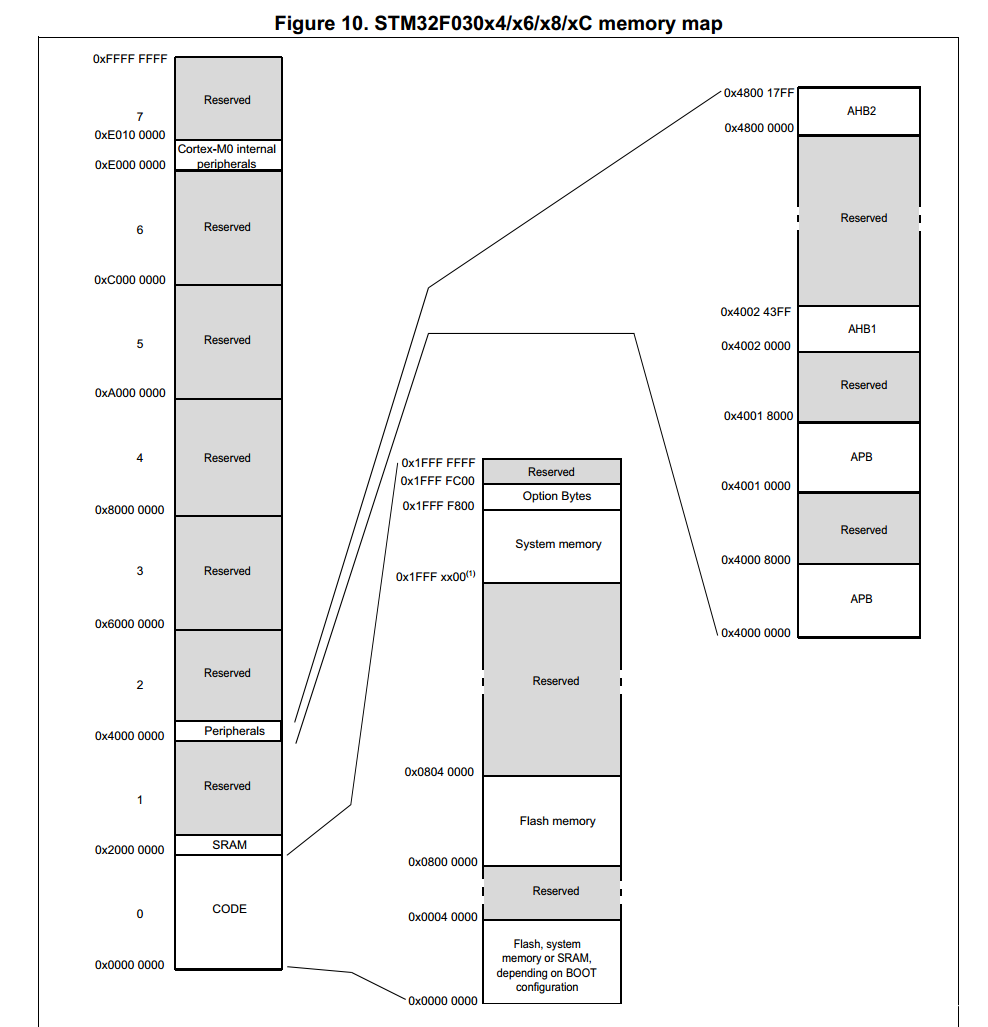 Figure 10. STM32F030x4/x6/x8/xC memory map
0xFFFF FFFF
Reserved
7
0xE010 0000
Cortex-M0 internal
peripherals
0xE000 0000
Reserved
6
0xC000 0000
Reserved
5
0xA000 0000
Reserved
4
0x8000 0000
Reserved
3
0x6000 0000
Reserved
2
Peripherals
0x4000 0000
Reserved
1
SRAM
0x2000 0000
CODE
0
0x0000 0000
0x1FFF FFFF
Reserved
0x1FFF FC00
Option Bytes
0x1FFF F800
System memory
0x1FFF xx00(1)
Reserved
0x0804 0000
Flash memory
0x0800 0000
Reserved
0x0004 0000
Flash, system
memory or SRAM,
depending on BOOT
configuration
0x0000 0000
0x4800 17FF
AHB2
0x4800 0000
Reserved
0x4002 43FF
AHB1
0x4002 0000
Reserved
0x4001 8000
APB
0x4001 0000
Reserved
0x4000 8000
APB
0x4000 0000